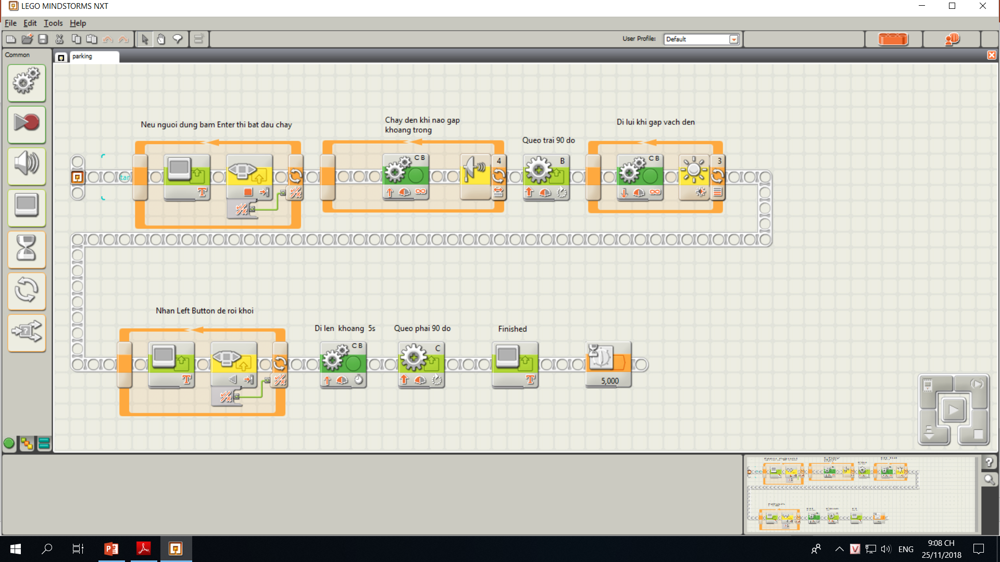 LEGO MINDSTORMS NXT
File Edit Tools Help
User Profile: Default
Common
parking
Neu nguoi dung bam Enter thi bat dau chay
Chay den khi nao gap
khoang trong
Queo trai 90 do
Di lui khi gap vach den
C B
4
B
C B
3
tar
T
Nhan Left Button de roi khoi
Di len khoang 5s
Queo phai 90 do
Finished
C B
C
T
T
5,000
?
9:08 CH
ENG
25/11/2018